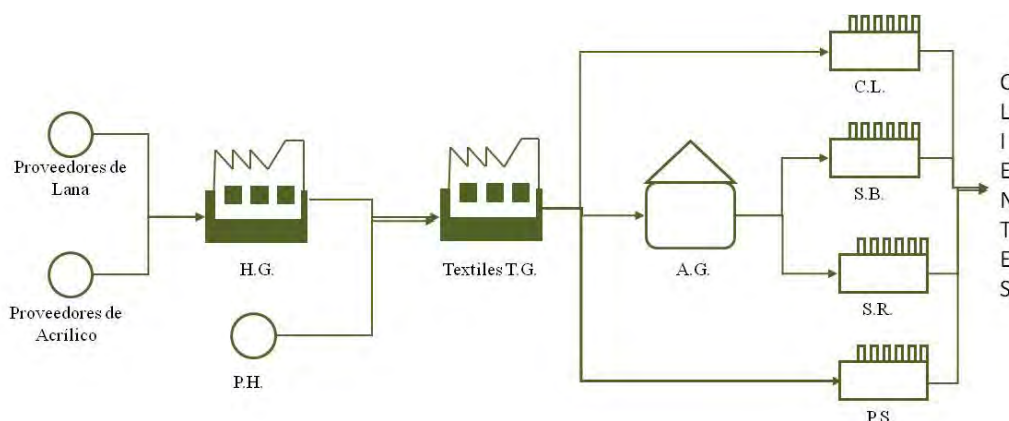 Proveedores de
Lana
Proveedores de
Acrílico
H.G.
P.H.
Textiles T.G.
A.G.
C.L.
S.B.
S.R.
P.S
C
L
I
E
N
T
E
S